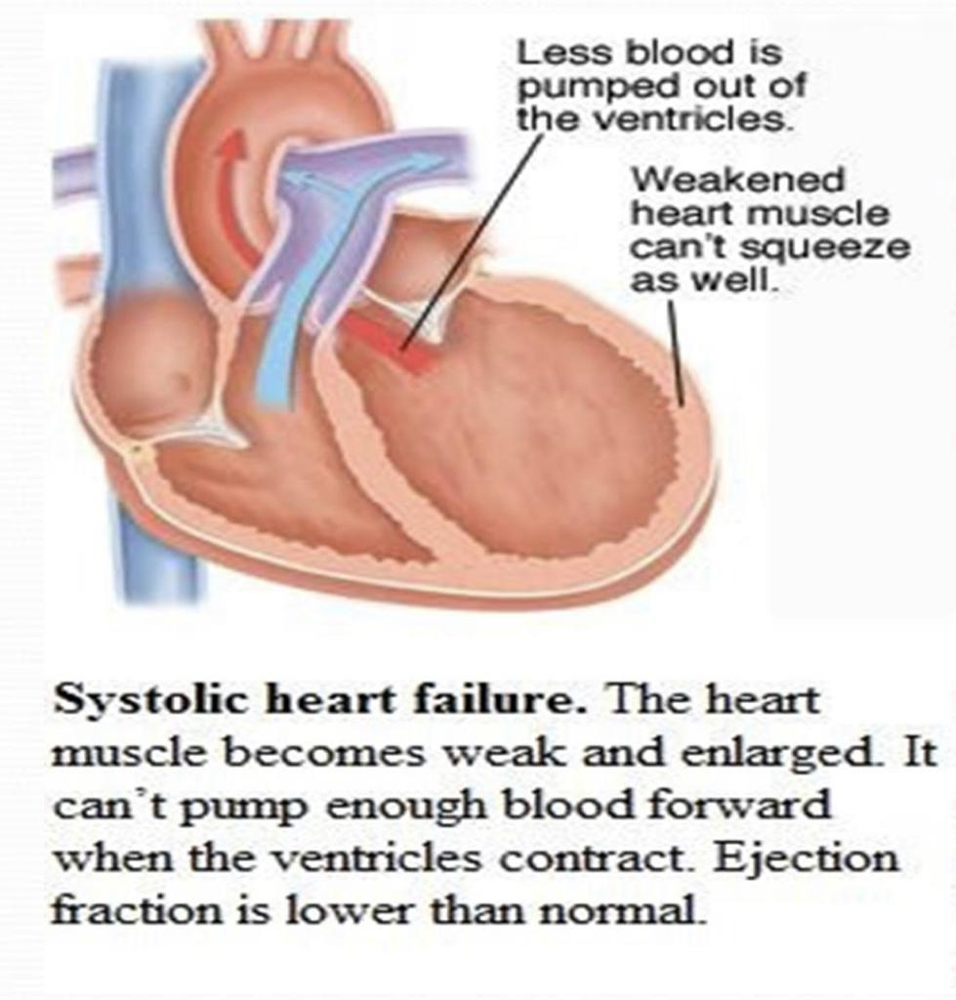 Less blood is
pumped out of
the ventricles.
Weakened
heart muscle
can't squeeze
as well.
Systolic heart failure. The heart
muscle becomes weak and enlarged. It
can't pump enough blood forward
when the ventricles contract. Ejection
fraction is lower than normal.